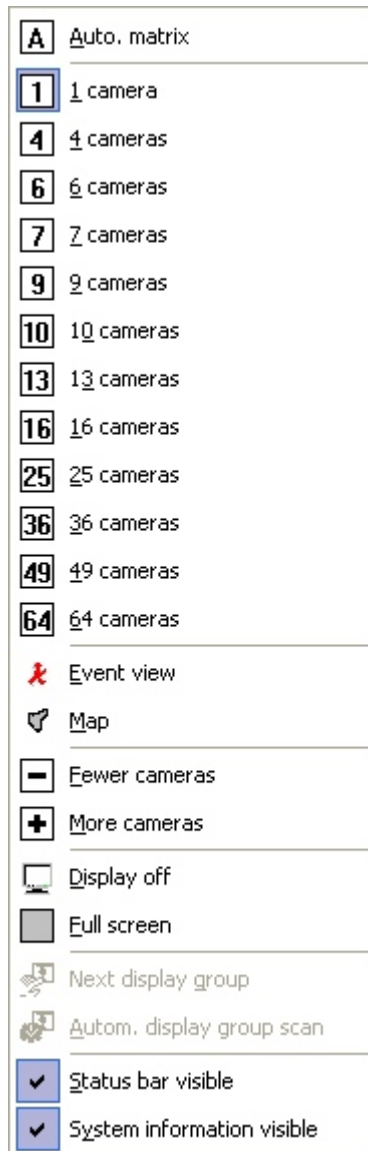 A Auto. matrix
1 1 camera
4 4 cameras
6 6 cameras
7 7 cameras
9 9 cameras
10 10 cameras
13 13 cameras
16 16 cameras
25 25 cameras
36 36 cameras
49 49 cameras
64 64 cameras
Event view
Map
Fewer cameras
More cameras
Display off
Full screen
Next display group
Autom. display group scan
Status bar visible
System information visible